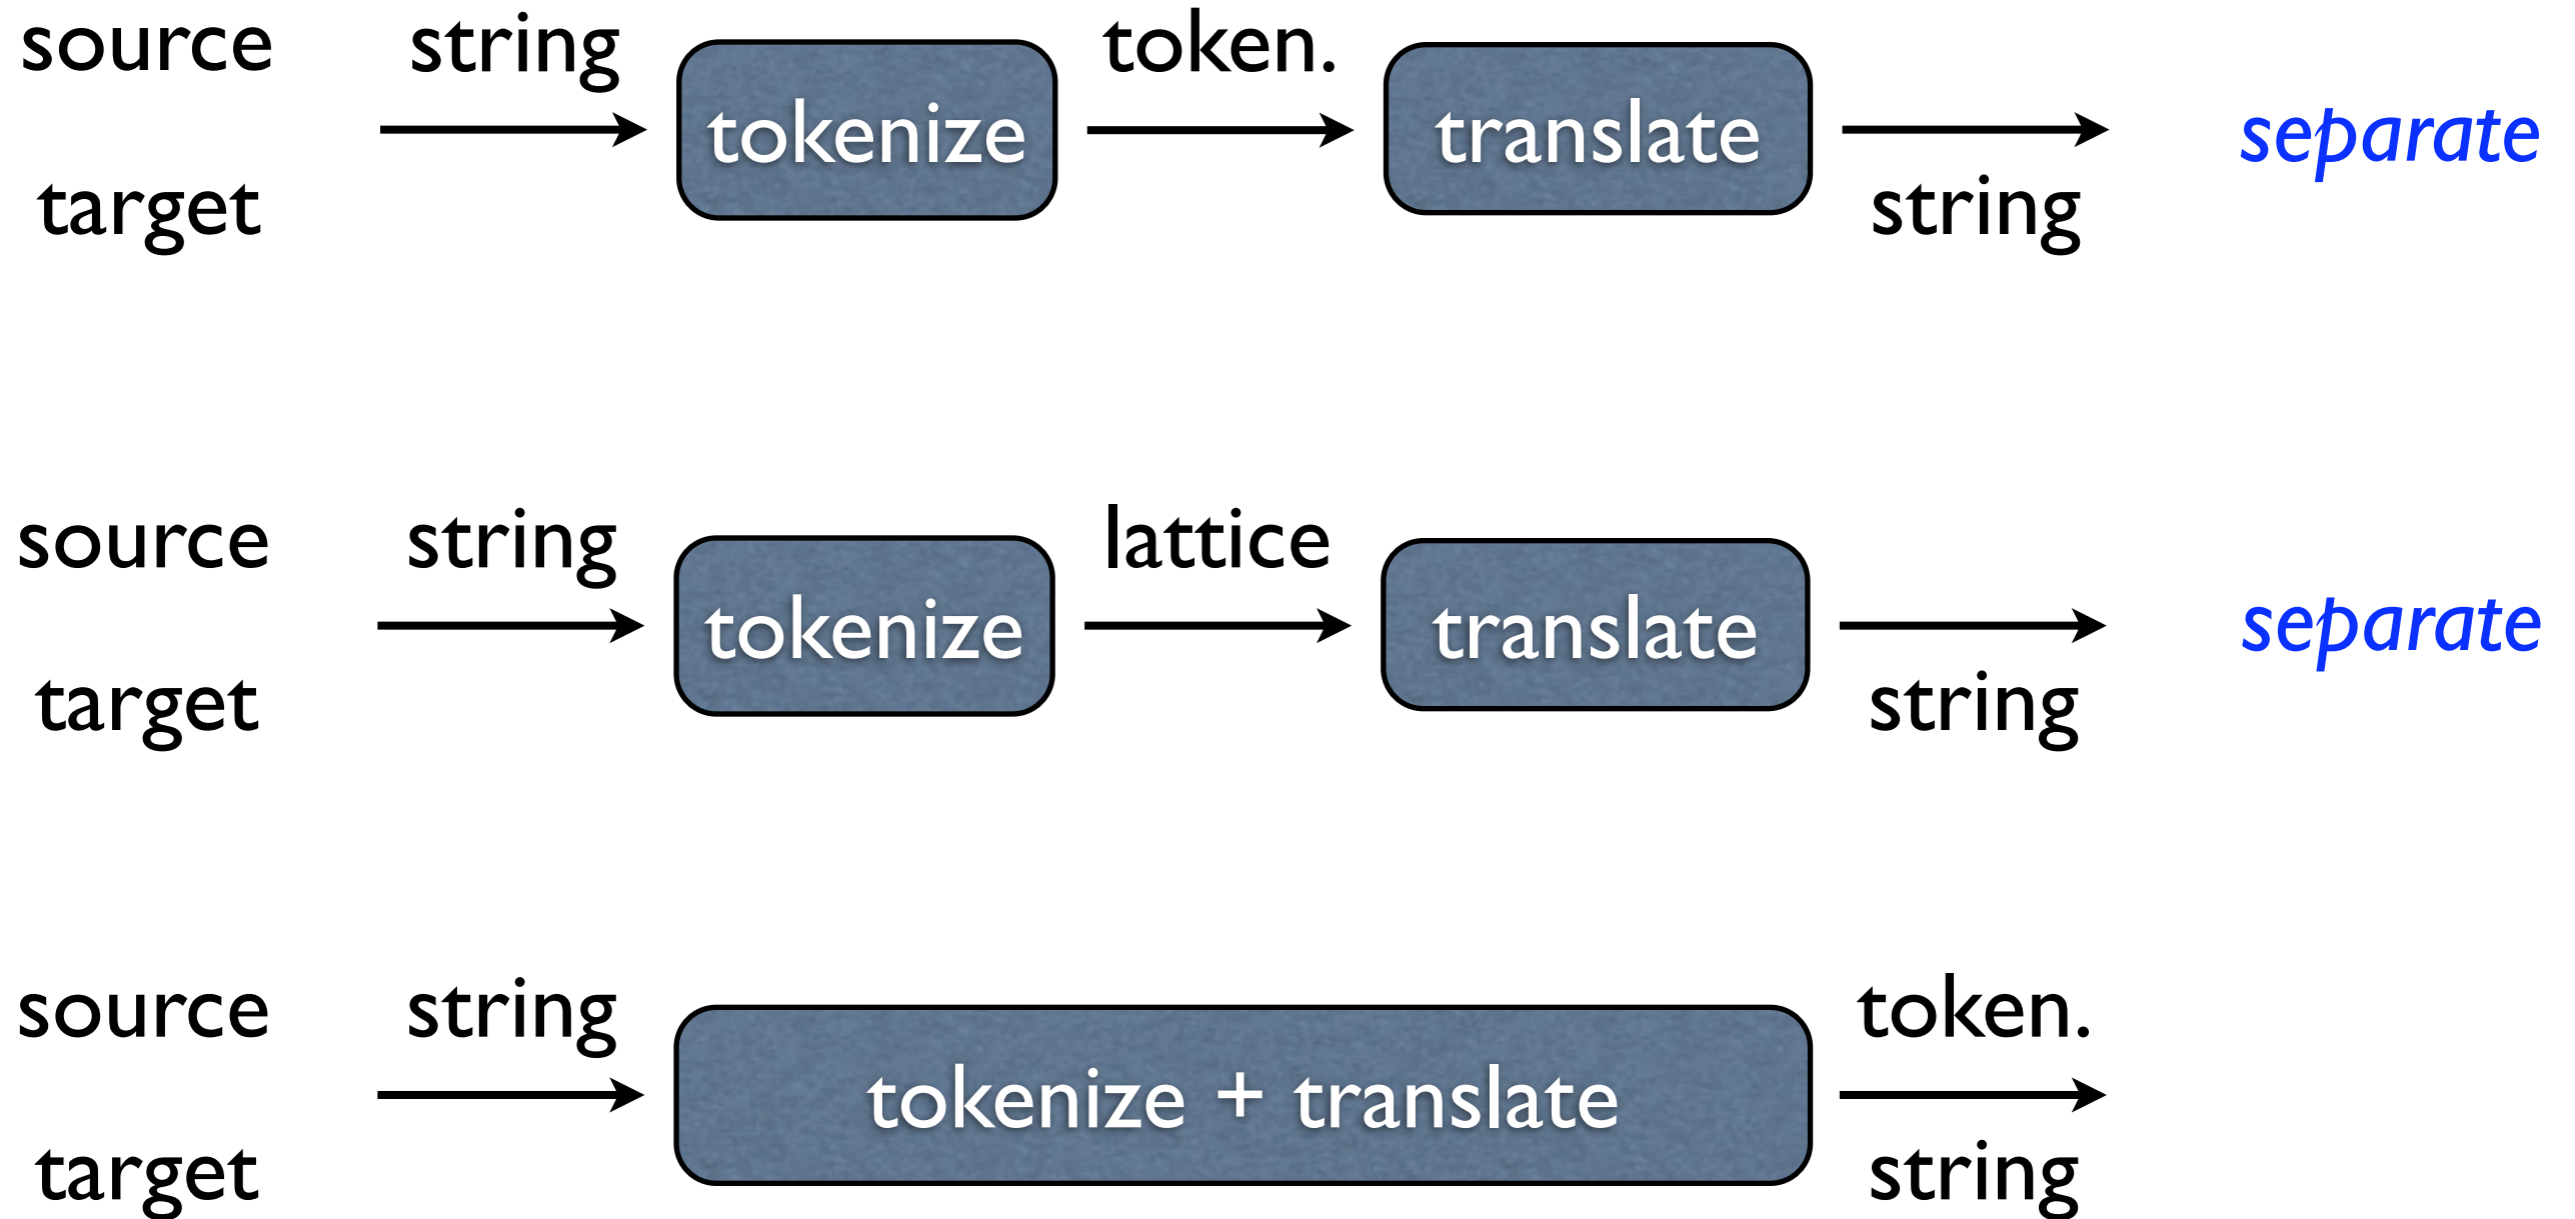 source string token.
tokenize translate separate
target string
source string lattice
tokenize translate separate
target string
source string token.
tokenize + translate
target string